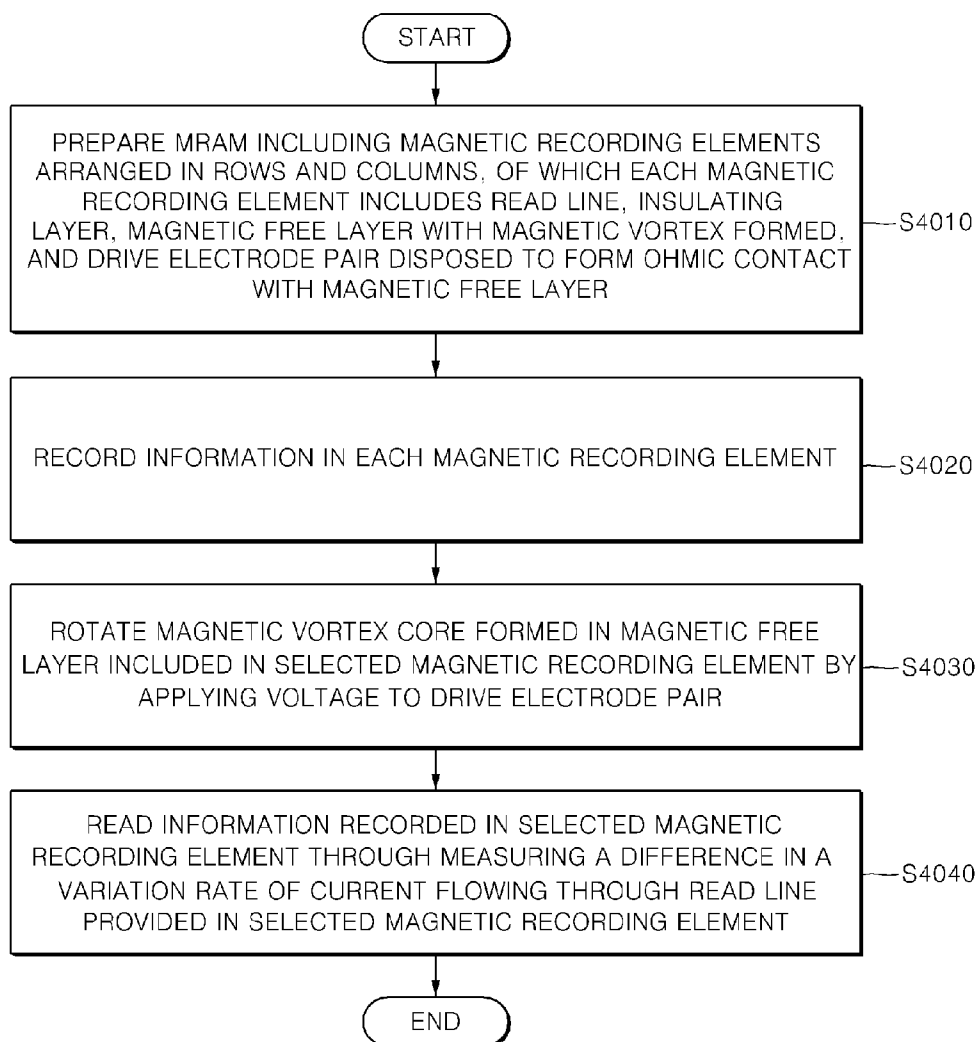 START
PREPARE MRAM INCLUDING MAGNETIC RECORDING ELEMENTS
ARRANGED IN ROWS AND COLUMNS, OF WHICH EACH MAGNETIC
RECORDING ELEMENT INCLUDES READ LINE, INSULATING
LAYER, MAGNETIC FREE LAYER WITH MAGNETIC VORTEX FORMED,
AND DRIVE ELECTRODE PAIR DISPOSED TO FORM OHMIC CONTACT
WITH MAGNETIC FREE LAYER
S4010
RECORD INFORMATION IN EACH MAGNETIC RECORDING ELEMENT
S4020
ROTATE MAGNETIC VORTEX CORE FORMED IN MAGNETIC FREE
LAYER INCLUDED IN SELECTED MAGNETIC RECORDING ELEMENT BY
APPLYING VOLTAGE TO DRIVE ELECTRODE PAIR
S4030
READ INFORMATION RECORDED IN SELECTED MAGNETIC
RECORDING ELEMENT THROUGH MEASURING A DIFFERENCE IN A
VARIATION RATE OF CURRENT FLOWING THROUGH READ LINE
PROVIDED IN SELECTED MAGNETIC RECORDING ELEMENT
S4040
END